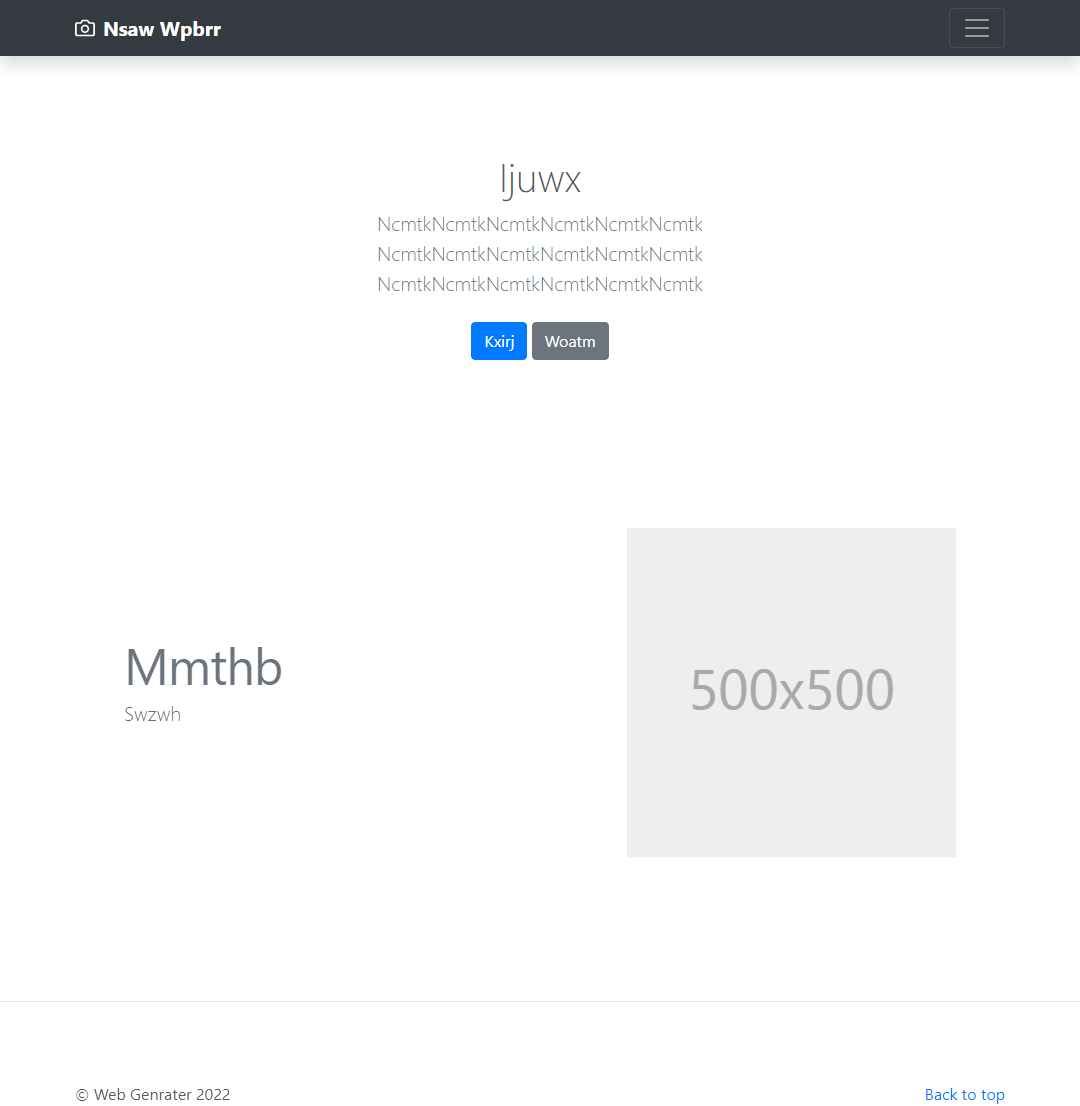 Nsaw Wpbrr
Ijuwx
NcmtkNcmtkNcmtkNcmtkNcmtkNcmtk
NcmtkNcmtkNcmtkNcmtkNcmtkNcmtk
NcmtkNcmtkNcmtkNcmtkNcmtkNcmtk
Kxirj Woatm
Mmthb
Swzwh
500x500
© Web Genrater 2022
Back to top